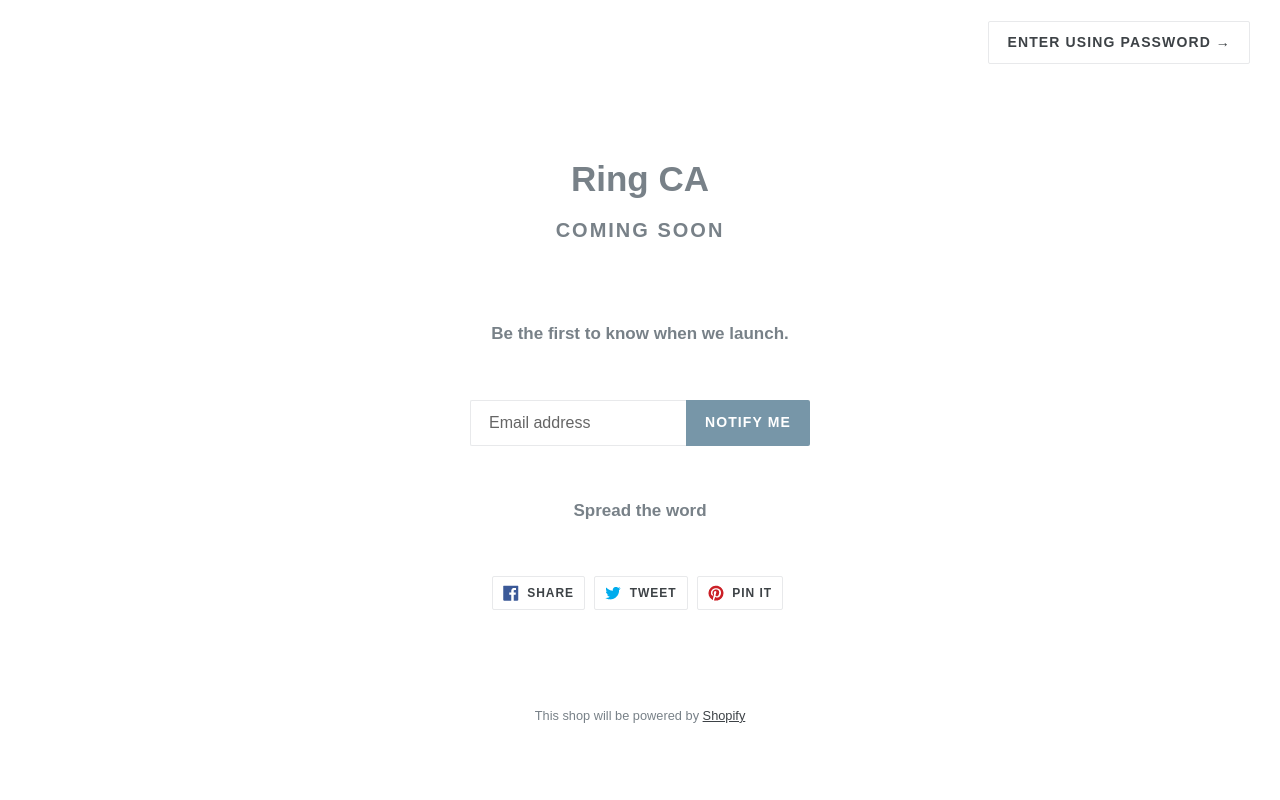 ENTER USING PASSWORD →
Ring CA
COMING SOON
Be the first to know when we launch.
Email address
NOTIFY ME
Spread the word
SHARE
TWEET
PIN IT
This shop will be powered by Shopify